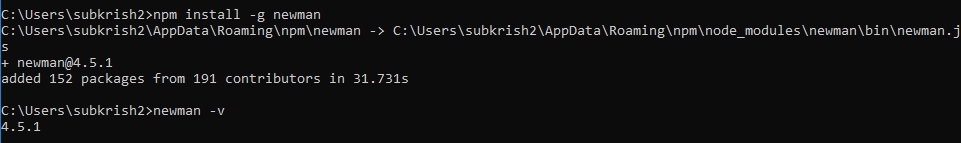 C:\Users\subkrish2>npm install -g newman
C:\Users\subkrish2\AppData\Roaming\npm\newman -> C:\Users\subkrish2\AppData\Roaming\npm\node_modules\newman\bin\newman.j
s
+ newman@4.5.1
added 152 packages from 191 contributors in 31.731s
C:\Users\subkrish2>newman -v
4.5.1